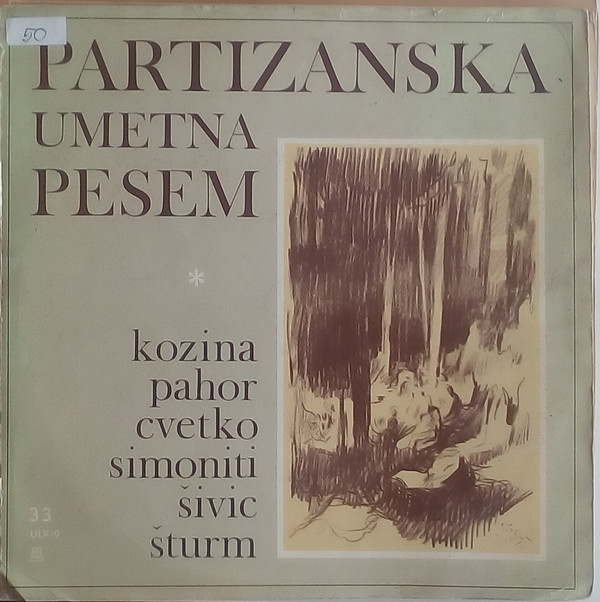 50
PARTIZANSKA
UMETNA
PESEM
*
kozina
pahor
cvetko
simoniti
šivic
šturm
33
ULP-9